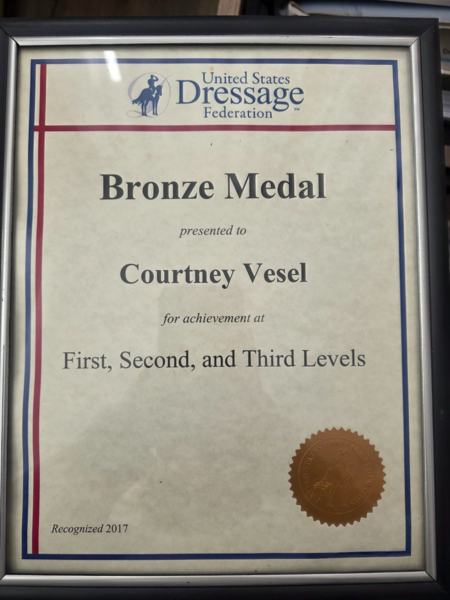 United States
Dressage
Federation™
Bronze Medal
presented to
Courtney Vesel
for achievement at
First, Second, and Third Levels
Recognized 2017